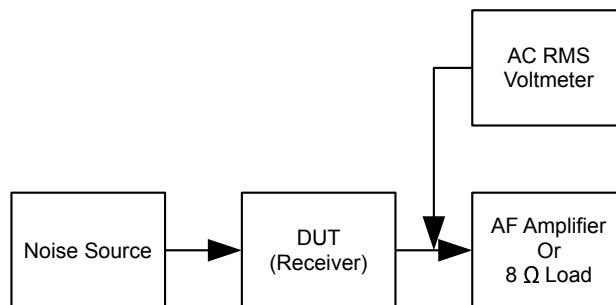 AC RMS
Voltmeter
Noise Source
DUT
(Receiver)
AF Amplifier
Or
8 Ω Load